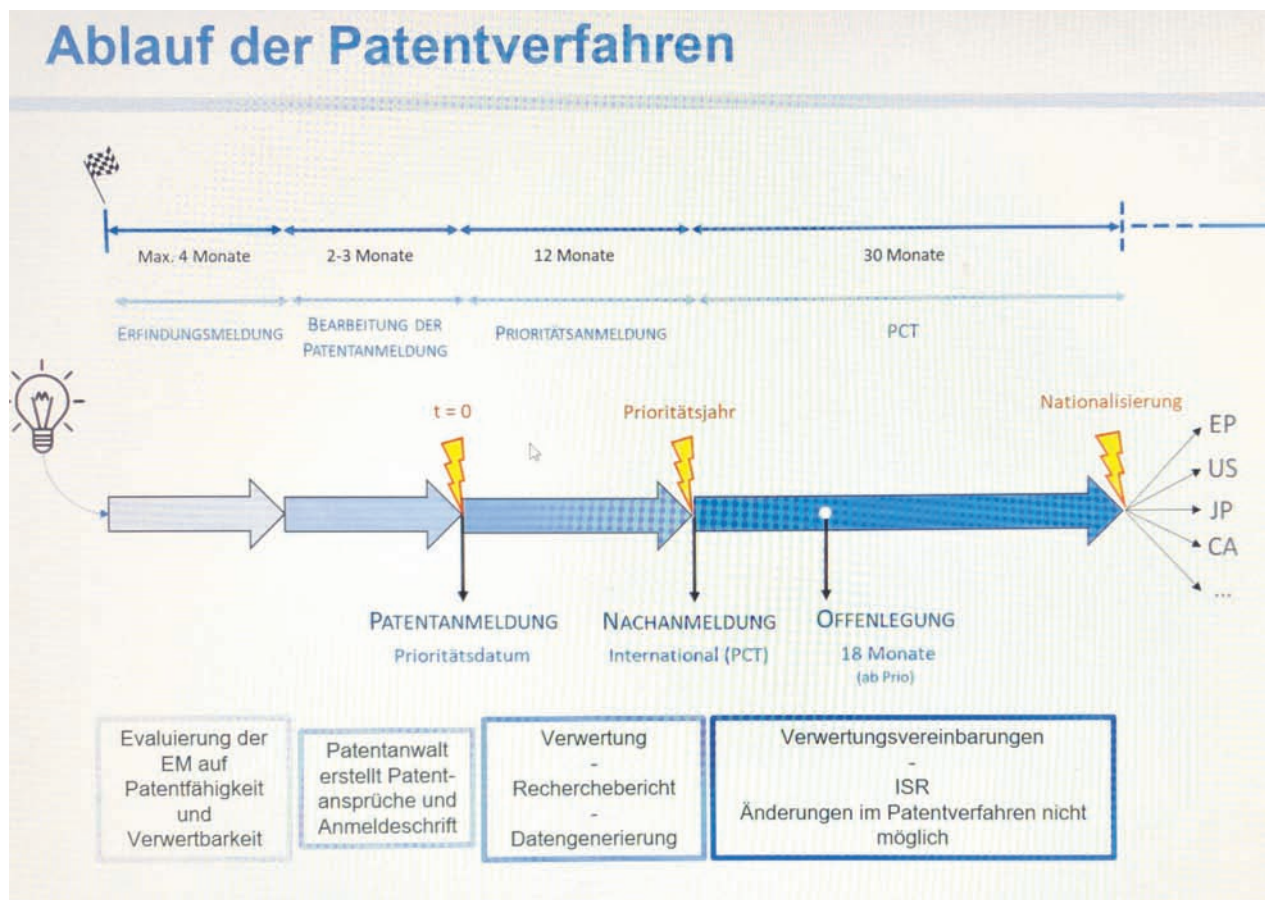 Ablauf der Patentverfahren
Max. 4 Monate
2-3 Monate
12 Monate
30 Monate
ERFINDUNGSMELDUNG
BEARBEITUNG DER
PATENTANMELDUNG
PRIORITÄTSANMELDUNG
PCT
t = 0
Prioritätsjahr
Nationalisierung
EP
US
JP
CA
...
PATENTANMELDUNG
Prioritätsdatum
NACHANMELDUNG
International (PCT)
OFFENLEGUNG
18 Monate
(ab Prio)
Evaluierung der
EM auf
Patentfähigkeit
und
Verwertbarkeit
Patentanwalt
erstellt Patent-
ansprüche und
Anmeldeschrift
Verwertung
-
Recherchebericht
-
Datengenerierung
Verwertungsvereinbarungen
-
ISR
Änderungen im Patentverfahren nicht
möglich